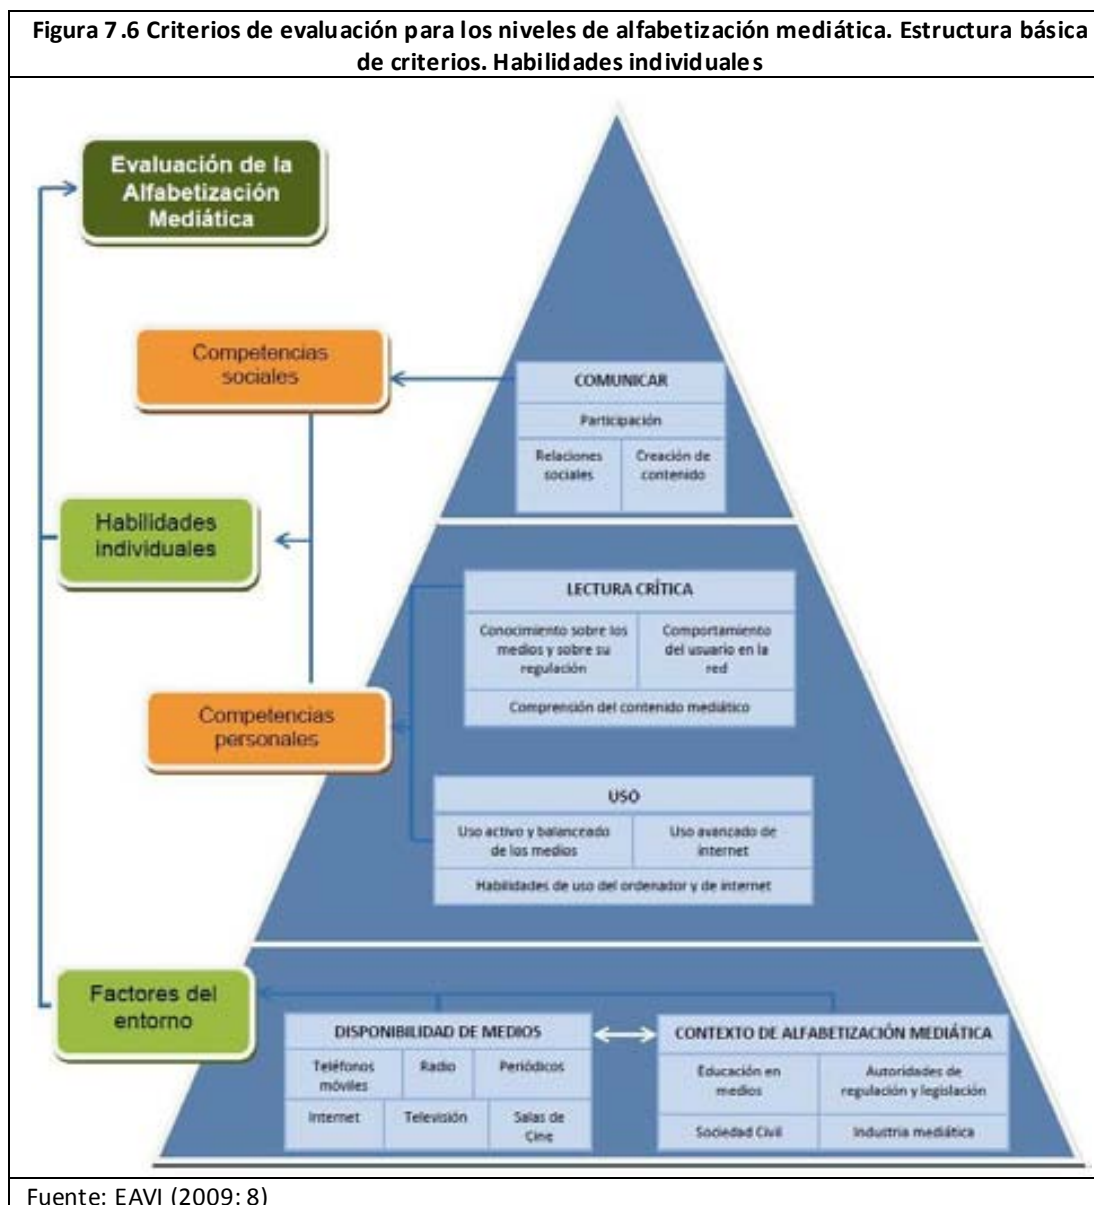 Figura 7.6 Criterios de evaluación para los niveles de alfabetización mediática. Estructura básica
de criterios. Habilidades individuales
Evaluación de la
Alfabetización
Mediática
Competencias
sociales
COMUNICAR
Participación
Relaciones
sociales
Creación de
contenido
Habilidades
individuales
LECTURA CRÍTICA
Conocimiento sobre los
medios y sobre su
regulación
Comportamiento
del usuario en la
red
Comprensión del contenido mediático
Competencias
personales
USO
Uso activo y balanceado
de los medios
Uso avanzado de
internet
Habilidades de uso del ordenador y de internet
Factores del
entorno
DISPONIBILIDAD DE MEDIOS
Teléfonos
móviles
Radio
Periódicos
Internet
Televisión
Salas de
Cine
CONTEXTO DE ALFABETIZACIÓN MEDIÁTICA
Educación en
medios
Autoridades de
regulación y legislación
Sociedad Civil
Industria mediática
Fuente: EAVI (2009: 8)